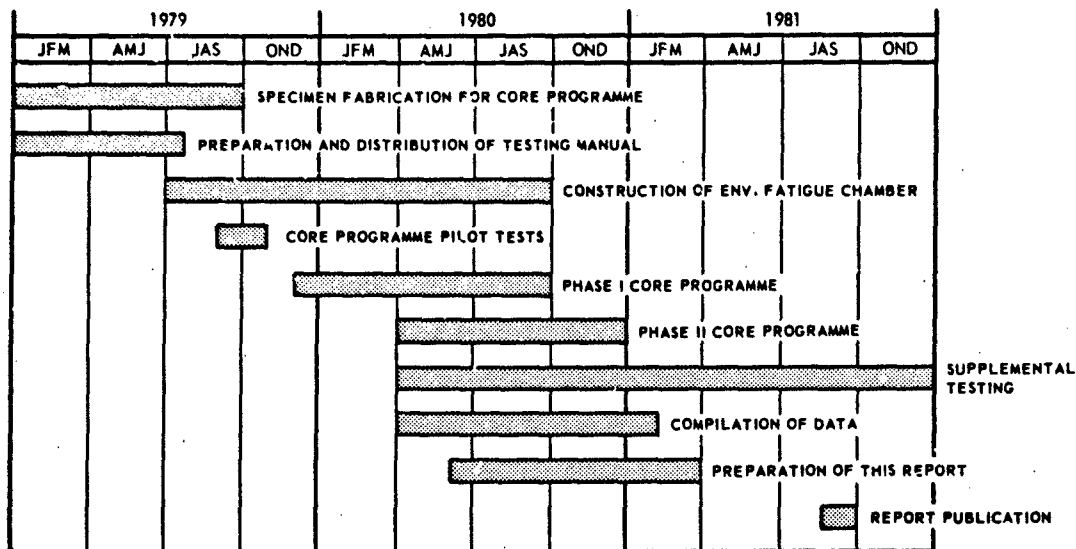 1979 1980 1981
JFM AMJ JAS OND JFM AMJ JAS OND JFM AMJ JAS OND
SPECIMEN FABRICATION FOR CORE PROGRAMME
PREPARATION AND DISTRIBUTION OF TESTING MANUAL
CONSTRUCTION OF ENV. FATIGUE CHAMBER
CORE PROGRAMME PILOT TESTS
PHASE I CORE PROGRAMME
PHASE II CORE PROGRAMME
SUPPLEMENTAL
TESTING
COMPILATION OF DATA
PREPARATION OF THIS REPORT
REPORT PUBLICATION